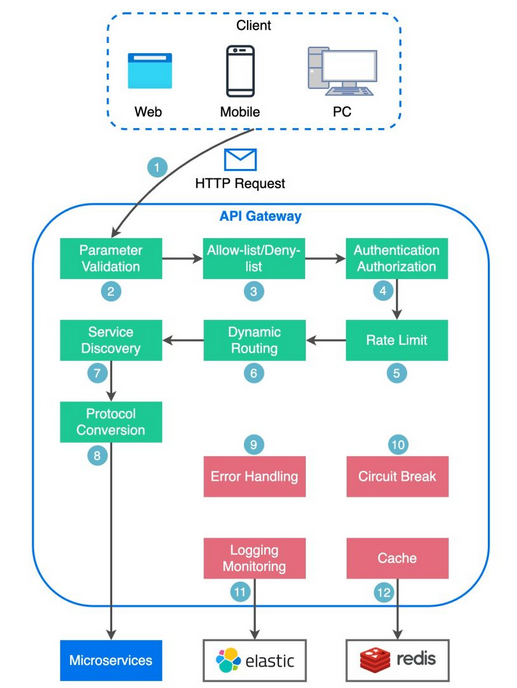 Client
Web
Mobile
PC
1
HTTP Request
API Gateway
Parameter
Validation
2
Allow-list/Deny-
list
3
Authentication
Authorization
4
Service
Discovery
7
Dynamic
Routing
6
Rate Limit
5
Protocol
Conversion
8
9
Error Handling
10
Circuit Break
Logging
Monitoring
11
Cache
12
Microservices
elastic
redis